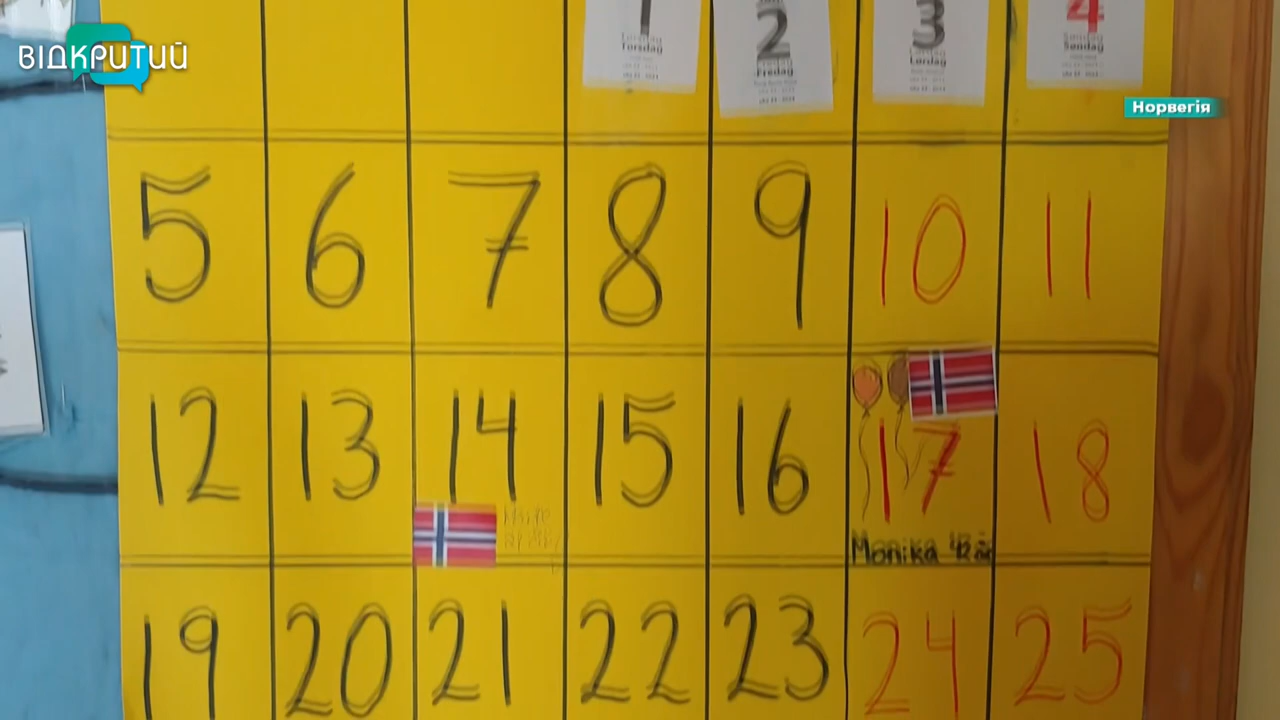 ВІДКРИТИЙ
1 2 3 4
Torsdag Fredag Lørdag Søndag
Норвегія
5 6 7 8 9 10 11
12 13 14 15 16 17 18
Monika
19 20 21 22 23 24 25